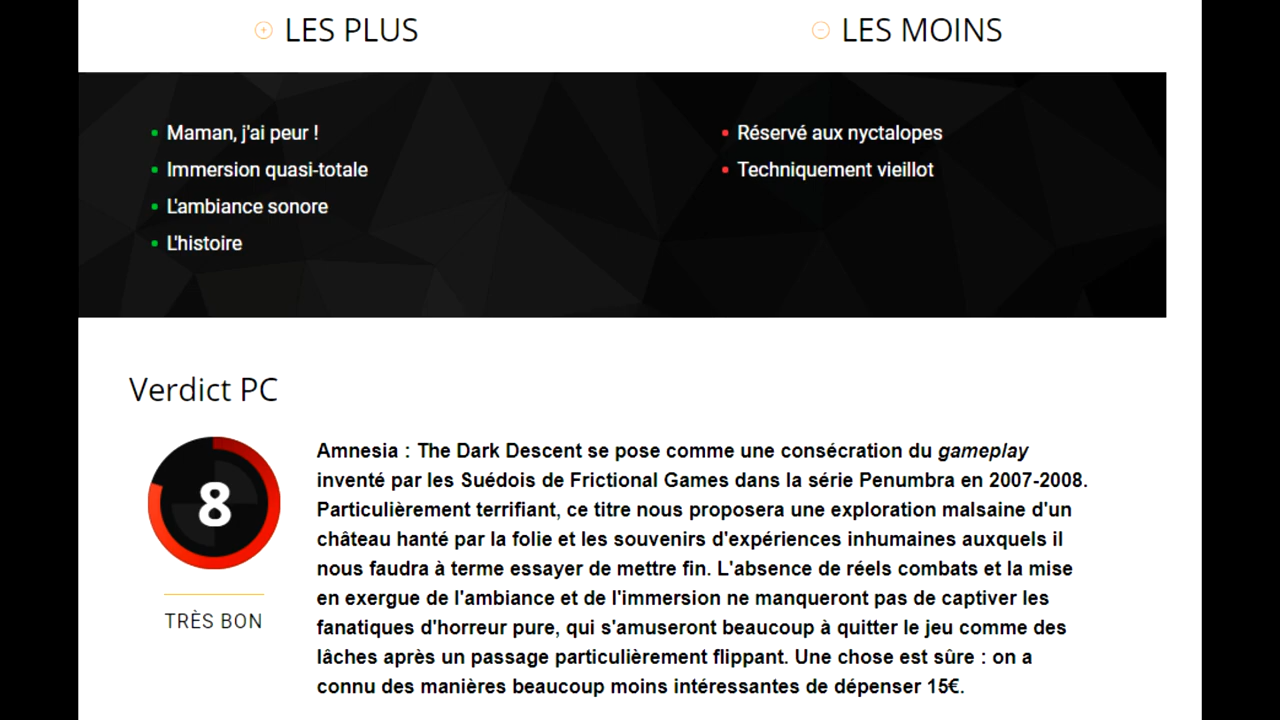 LES PLUS
LES MOINS
Maman, j'ai peur !
Immersion quasi-totale
L'ambiance sonore
L'histoire
Réservé aux nyctalopes
Techniquement vieillot
Verdict PC
8
TRÈS BON
Amnesia : The Dark Descent se pose comme une consécration du gameplay
inventé par les Suédois de Frictional Games dans la série Penumbra en 2007-2008.
Particulièrement terrifiant, ce titre nous proposera une exploration malsaine d'un
château hanté par la folie et les souvenirs d'expériences inhumaines auxquels il
nous faudra à terme essayer de mettre fin. L'absence de réels combats et la mise
en exergue de l'ambiance et de l'immersion ne manqueront pas de captiver les
fanatiques d'horreur pure, qui s'amuseront beaucoup à quitter le jeu comme des
lâches après un passage particulièrement flippant. Une chose est sûre : on a
connu des manières beaucoup moins intéressantes de dépenser 15€.